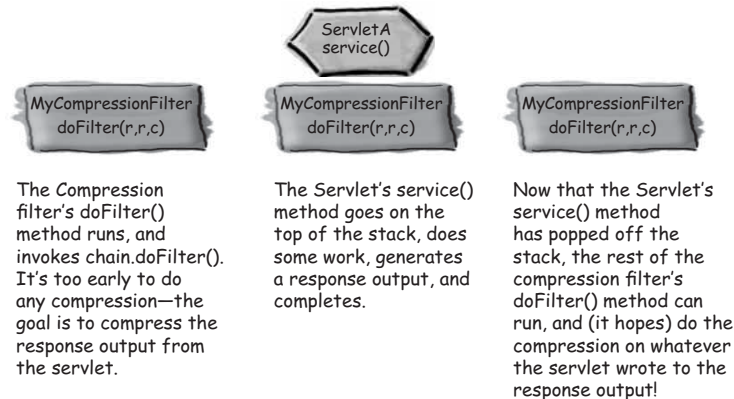 ServletA
service()
MyCompressionFilter
doFilter(r,r,c)
MyCompressionFilter
doFilter(r,r,c)
MyCompressionFilter
doFilter(r,r,c)
The Compression
filter's doFilter()
method runs, and
invokes chain.doFilter().
It's too early to do
any compression—the
goal is to compress the
response output from
the servlet.
The Servlet's service()
method goes on the
top of the stack, does
some work, generates
a response output, and
completes.
Now that the Servlet's
service() method
has popped off the
stack, the rest of the
compression filter's
doFilter() method can
run, and (it hopes) do the
compression on whatever
the servlet wrote to the
response output!